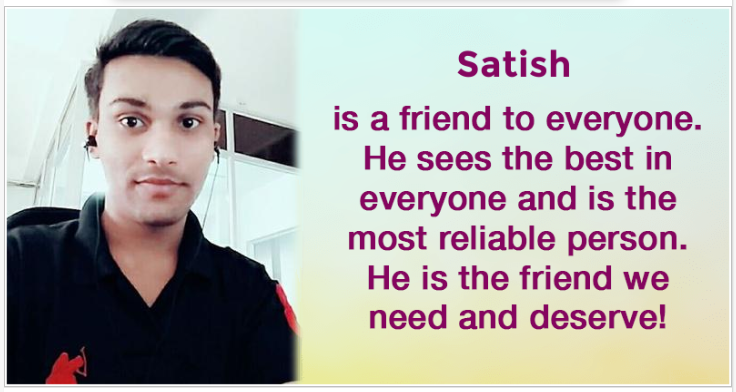 Satish
is a friend to everyone.
He sees the best in
everyone and is the
most reliable person.
He is the friend we
need and deserve!